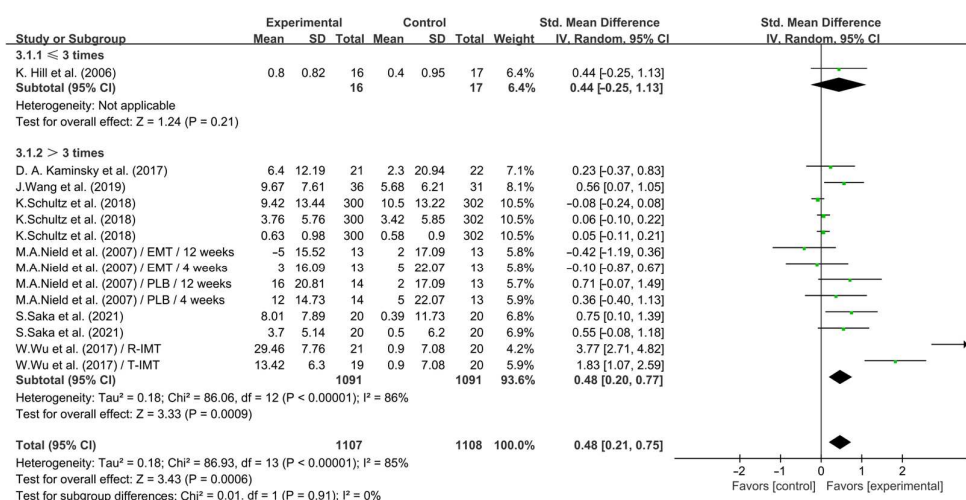 Experimental Control Std. Mean Difference Std. Mean Difference
Study or Subgroup Mean SD Total Mean SD Total Weight IV, Random, 95% CI IV, Random, 95% CI
3.1.1 ⩽ 3 times
K. Hill et al. (2006) 0.8 0.82 16 0.4 0.95 17 6.4% 0.44 [-0.25, 1.13]
Subtotal (95% CI) 16 17 6.4% 0.44 [-0.25, 1.13]
Heterogeneity: Not applicable
Test for overall effect: Z = 1.24 (P = 0.21)
3.1.2 > 3 times
D. A. Kaminsky et al. (2017) 6.4 12.19 21 2.3 20.94 22 7.1% 0.23 [-0.37, 0.83]
J.Wang et al. (2019) 9.67 7.61 36 5.68 6.21 31 8.1% 0.56 [0.07, 1.05]
K.Schultz et al. (2018) 9.42 13.44 300 10.5 13.22 302 10.5% -0.08 [-0.24, 0.08]
K.Schultz et al. (2018) 3.76 5.76 300 3.42 5.85 302 10.5% 0.06 [-0.10, 0.22]
K.Schultz et al. (2018) 0.63 0.98 300 0.58 0.9 302 10.5% 0.05 [-0.11, 0.21]
M.A.Nield et al. (2007) / EMT / 12 weeks -5 15.52 13 2 17.09 13 5.8% -0.42 [-1.19, 0.36]
M.A.Nield et al. (2007) / EMT / 4 weeks 3 16.09 13 5 22.07 13 5.8% -0.10 [-0.87, 0.67]
M.A.Nield et al. (2007) / PLB / 12 weeks 16 20.81 14 2 17.09 13 5.8% 0.71 [-0.07, 1.49]
M.A.Nield et al. (2007) / PLB / 4 weeks 12 14.73 14 5 22.07 13 5.9% 0.36 [-0.40, 1.13]
S.Saka et al. (2021) 8.01 7.89 20 0.39 11.73 20 6.8% 0.75 [0.10, 1.39]
S.Saka et al. (2021) 3.7 5.14 20 0.5 6.2 20 6.9% 0.55 [-0.08, 1.18]
W.Wu et al. (2017) / R-IMT 29.46 7.76 21 0.9 7.08 20 4.2% 3.77 [2.71, 4.82]
W.Wu et al. (2017) / T-IMT 13.42 6.3 19 0.9 7.08 20 5.8% 1.83 [1.07, 2.59]
Subtotal (95% CI) 1091 1091 93.6% 0.48 [0.20, 0.77]
Heterogeneity: Tau² = 0.18; Chi² = 86.06, df = 12 (P < 0.00001); I² = 86%
Test for overall effect: Z = 3.33 (P = 0.0009)
Total (95% CI) 1107 1108 100.0% 0.48 [0.21, 0.75]
Heterogeneity: Tau² = 0.18; Chi² = 86.93, df = 13 (P < 0.00001); I² = 85%
Test for overall effect: Z = 3.43 (P = 0.0006)
Test for subgroup differences: Chi² = 0.01, df = 1 (P = 0.91); I² = 0%
-2 -1 0 1 2
Favors [control] Favors [experimental]